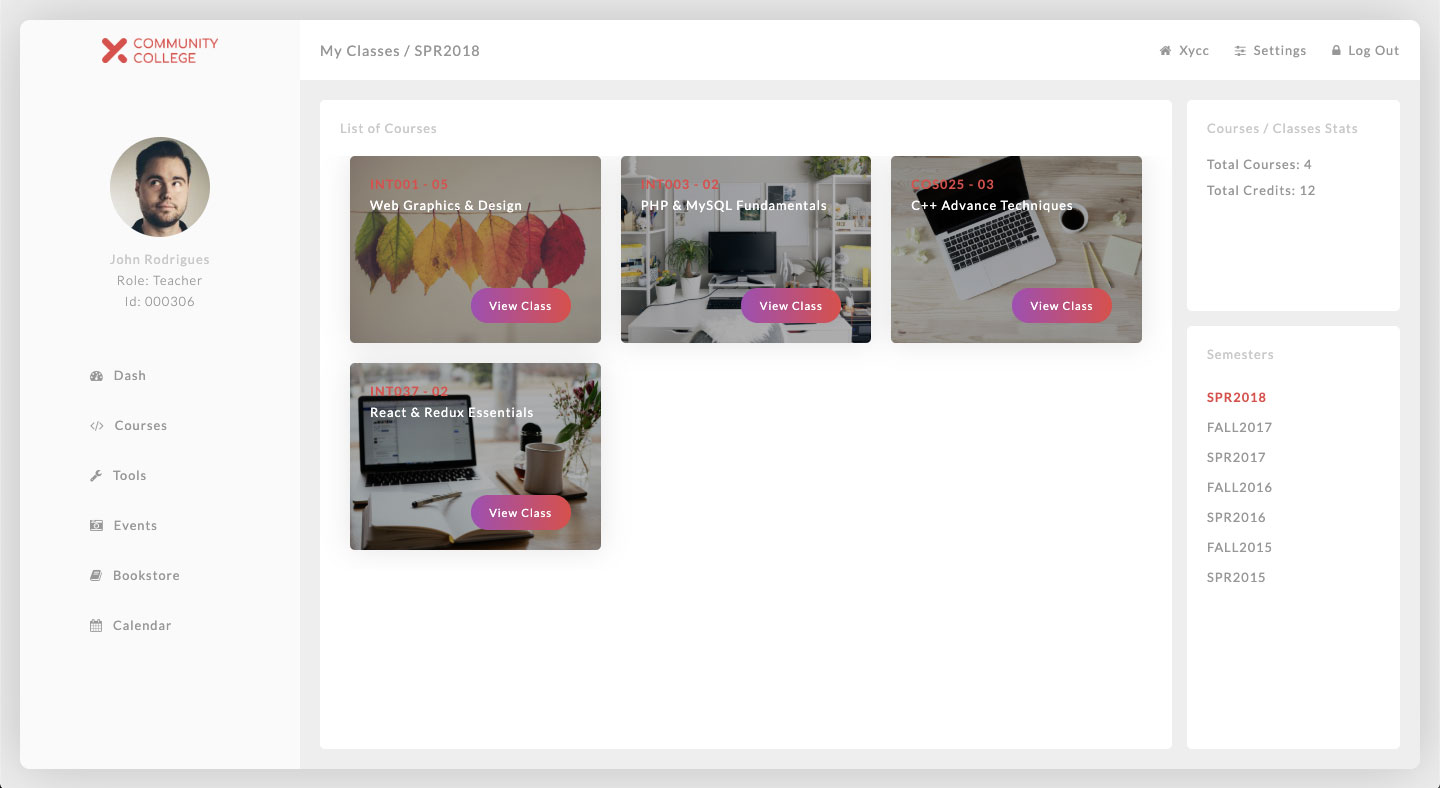 COMMUNITY
COLLEGE
John Rodrigues
Role: Teacher
Id: 000306
Dash
Courses
Tools
Events
Bookstore
Calendar
My Classes / SPR2018
Xycc
Settings
Log Out
List of Courses
INT001 - 05
Web Graphics & Design
View Class
INT003 - 02
PHP & MySQL Fundamentals
View Class
COS025 - 03
C++ Advance Techniques
View Class
INT037 - 02
React & Redux Essentials
View Class
Courses / Classes Stats
Total Courses: 4
Total Credits: 12
Semesters
SPR2018
FALL2017
SPR2017
FALL2016
SPR2016
FALL2015
SPR2015